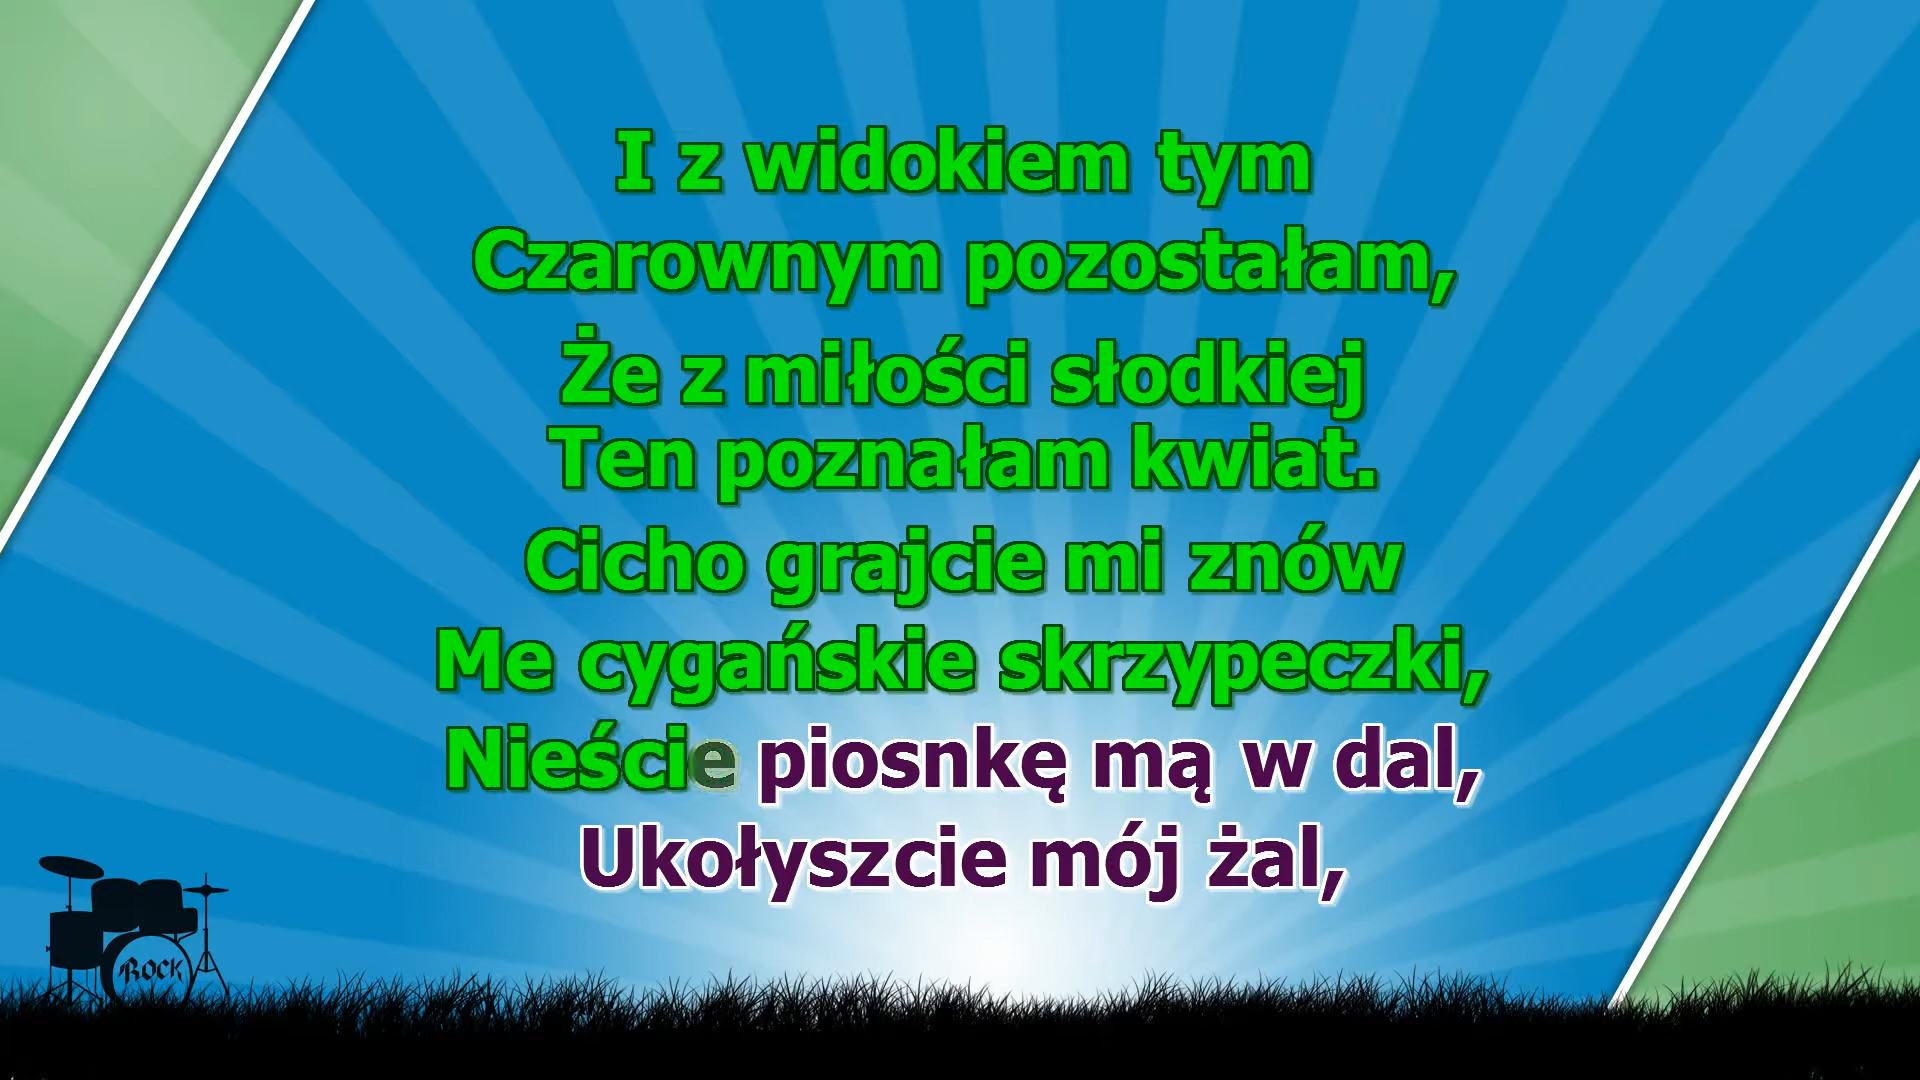 I z widokiem tym
Czarownym pozostałam,
Że z miłości słodkiej
Ten poznałam kwiat.
Cicho grajcie mi znów
Me cygańskie skrzypeczki,
Nieście piosnkę mą w dal,
Ukołyszcie mój żal,
ROCK